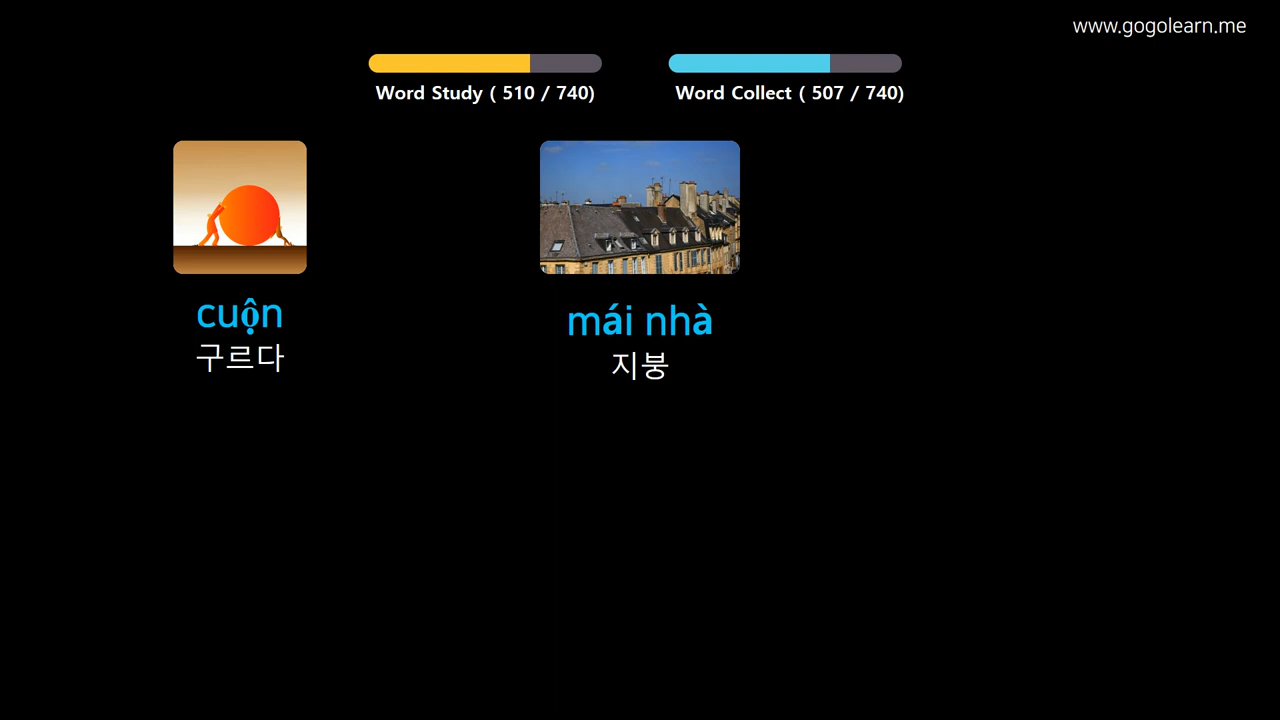 www.gogolearn.me
Word Study ( 510 / 740)
Word Collect ( 507 / 740)
cuộn
구르다
mái nhà
지붕